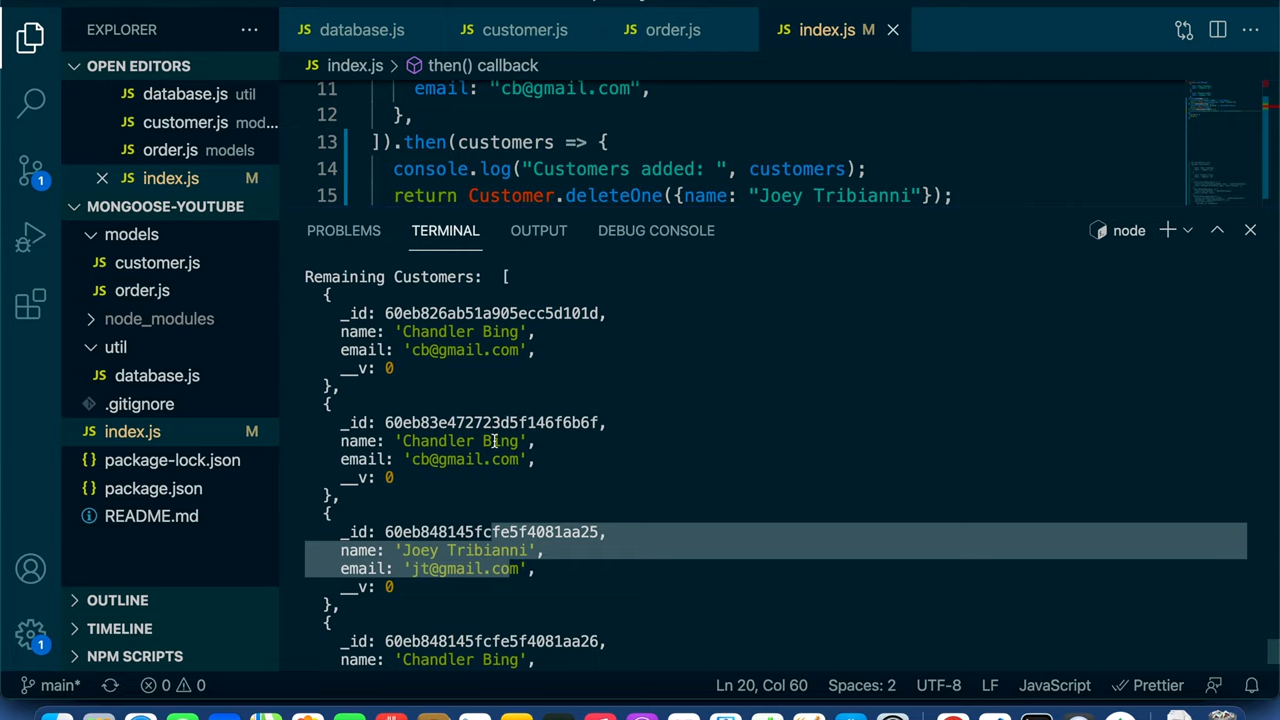 EXPLORER
OPEN EDITORS
JS database.js util
JS customer.js mod...
JS order.js models
JS index.js M
MONGOOSE-YOUTUBE
models
JS customer.js
JS order.js
node_modules
util
JS database.js
.gitignore
JS index.js M
{} package-lock.json
{} package.json
README.md
OUTLINE
TIMELINE
NPM SCRIPTS
1
1
JS database.js JS customer.js JS order.js JS index.js M
JS index.js > then() callback
11 email: "cb@gmail.com",
12 },
13 ]).then(customers => {
14 console.log("Customers added: ", customers);
15 return Customer.deleteOne({name: "Joey Tribianni"});
PROBLEMS TERMINAL OUTPUT DEBUG CONSOLE node
Remaining Customers: [
{
_id: 60eb826ab51a905ecc5d101d,
name: 'Chandler Bing',
email: 'cb@gmail.com',
__v: 0
},
{
_id: 60eb83e472723d5f146f6b6f,
name: 'Chandler Bing',
email: 'cb@gmail.com',
__v: 0
},
{
_id: 60eb848145fcfe5f4081aa25,
name: 'Joey Tribianni',
email: 'jt@gmail.com',
__v: 0
},
{
_id: 60eb848145fcfe5f4081aa26,
name: 'Chandler Bing',
main* 0 0 Ln 20, Col 60 Spaces: 2 UTF-8 LF JavaScript Prettier